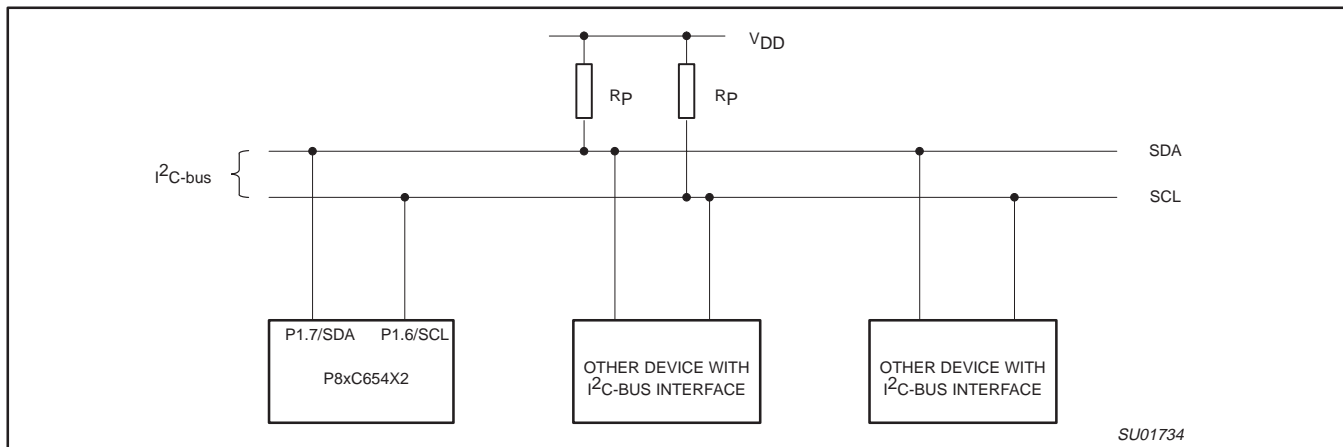 VDD
RP RP
SDA
I2C-bus
SCL
P1.7/SDA P1.6/SCL
P8xC654X2
OTHER DEVICE WITH
I2C-BUS INTERFACE
OTHER DEVICE WITH
I2C-BUS INTERFACE
SU01734